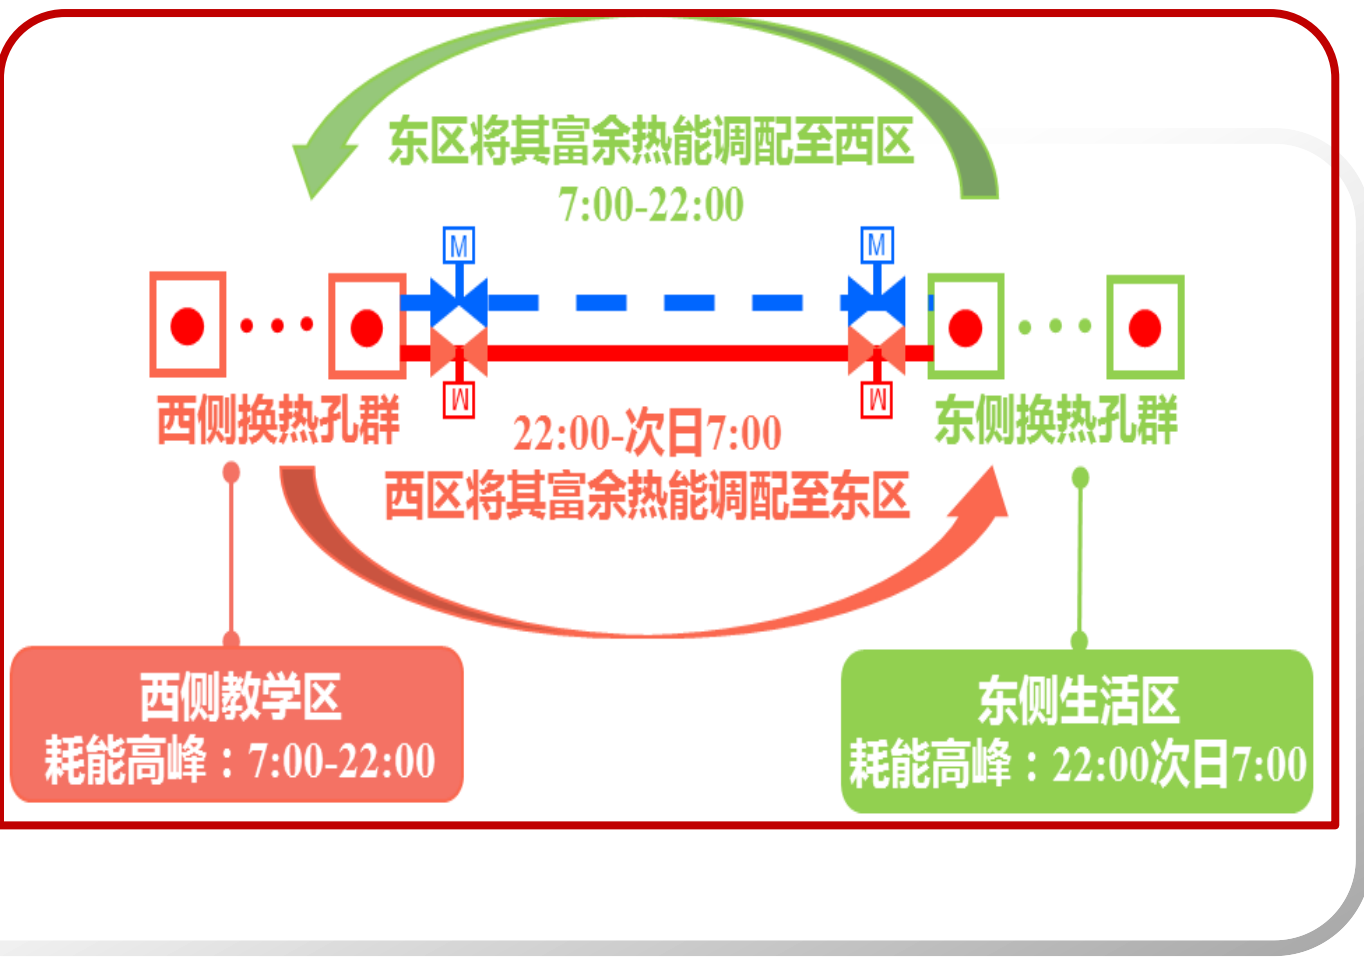 东区将其富余热能调配至西区
7:00-22:00
M
M
西侧换热孔群
M
M
东侧换热孔群
22:00-次日7:00
西区将其富余热能调配至东区
西侧教学区
耗能高峰：7:00-22:00
东侧生活区
耗能高峰：22:00次日7:00